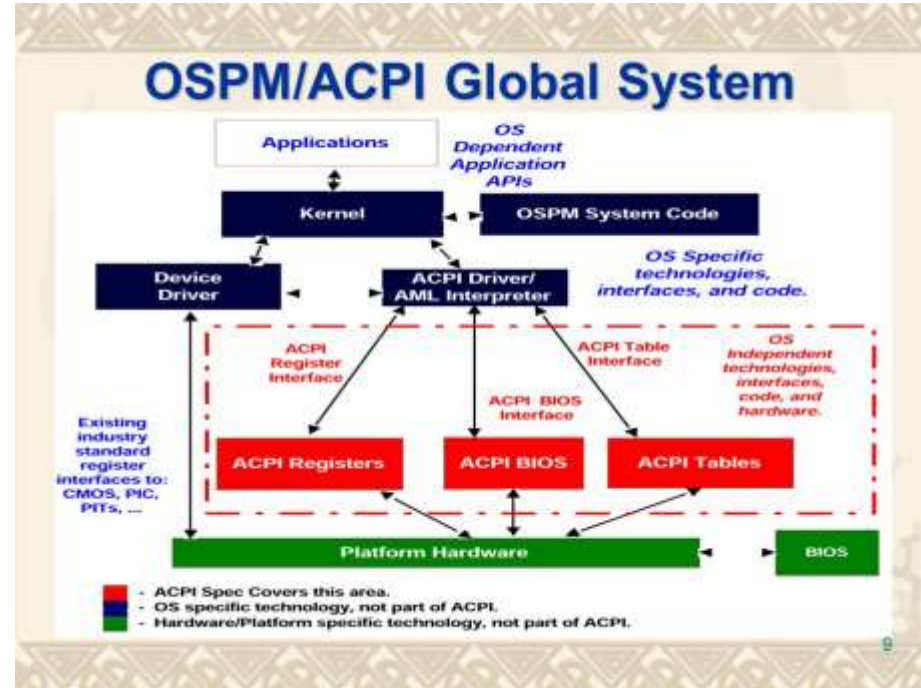 OSPM/ACPI Global System
Applications
OS
Dependent
Application
APIs
Kernel
OSPM System Code
Device
Driver
ACPI Driver/
AML Interpreter
OS Specific
technologies,
interfaces, and code.
ACPI
Register
Interface
ACPI Table
Interface
OS
Independent
technologies,
interfaces,
code, and
hardware.
ACPI BIOS
Interface
Existing
industry
standard
register
interfaces to:
CMOS, PIC,
PITs, ...
ACPI Registers
ACPI BIOS
ACPI Tables
Platform Hardware
BIOS
- ACPI Spec Covers this area.
- OS specific technology, not part of ACPI.
- Hardware/Platform specific technology, not part of ACPI.